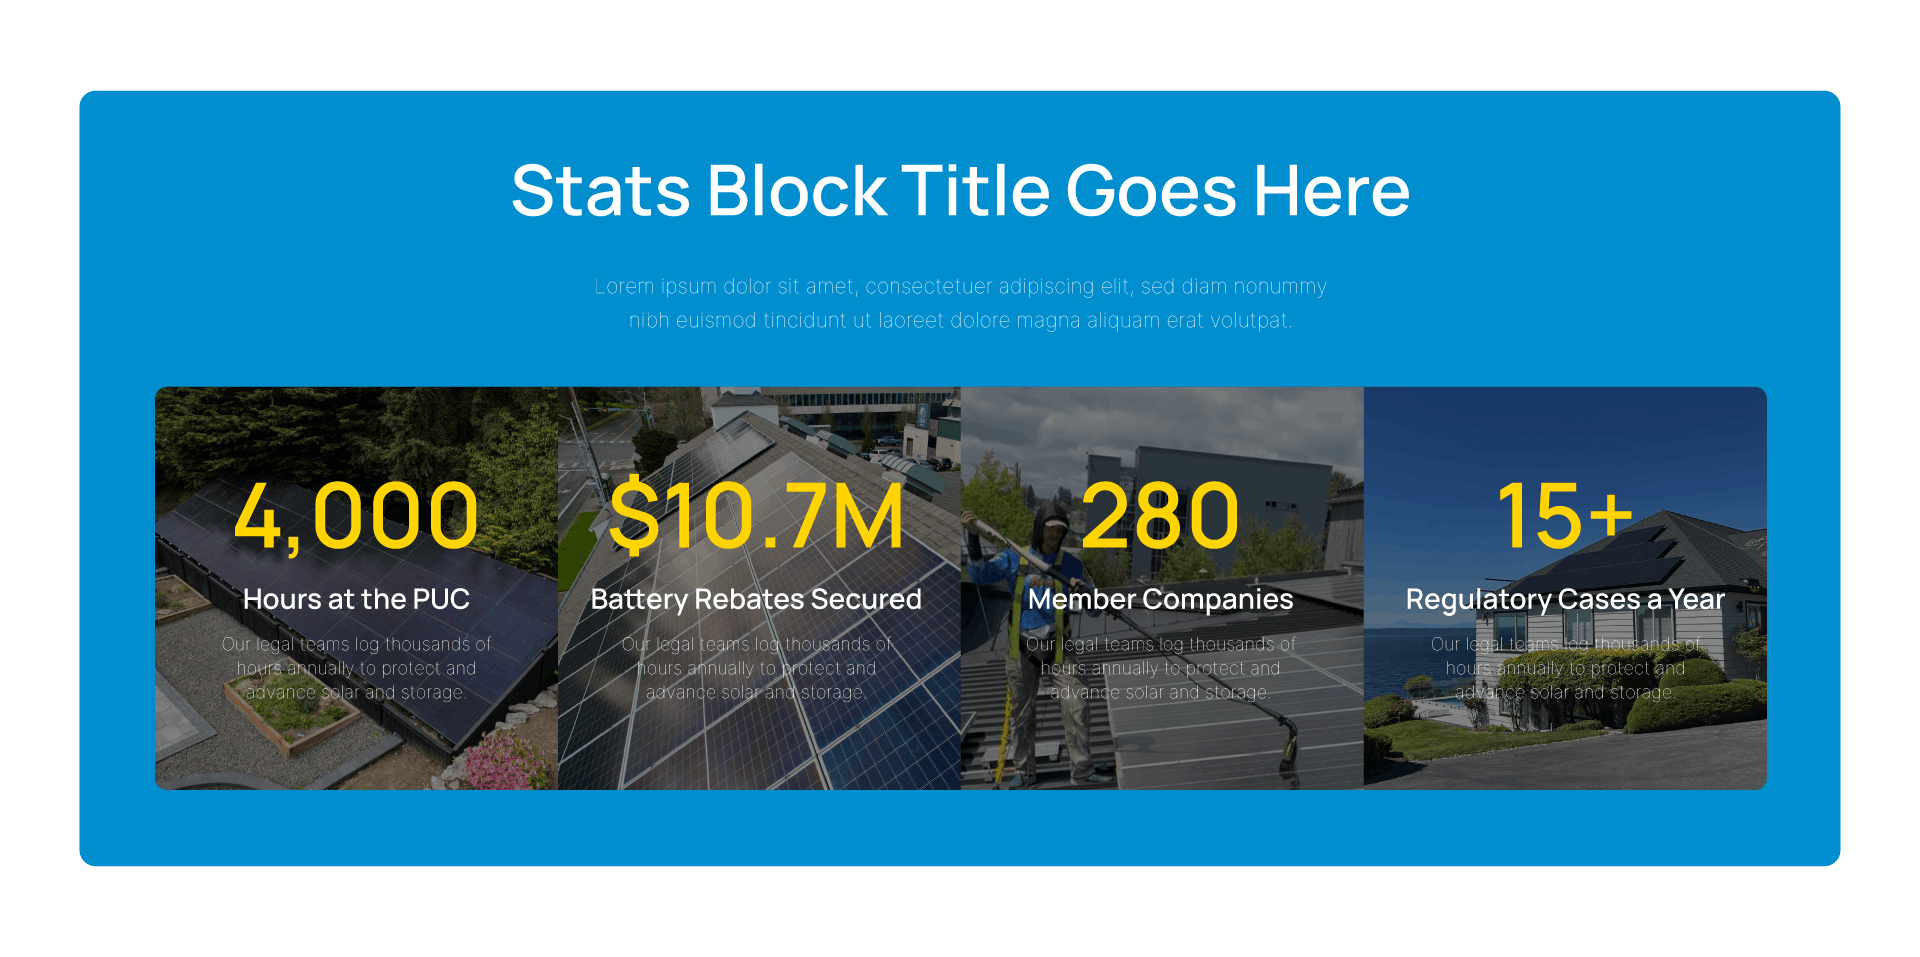 Stats Block Title Goes Here
Lorem ipsum dolor sit amet, consectetuer adipiscing elit, sed diam nonummy
nibh euismod tincidunt ut laoreet dolore magna aliquam erat volutpat.
4,000
Hours at the PUC
Our legal teams log thousands of
hours annually to protect and
advance solar and storage.
$10.7M
Battery Rebates Secured
Our legal teams log thousands of
hours annually to protect and
advance solar and storage.
280
Member Companies
Our legal teams log thousands of
hours annually to protect and
advance solar and storage.
15+
Regulatory Cases a Year
Our legal teams log thousands of
hours annually to protect and
advance solar and storage.